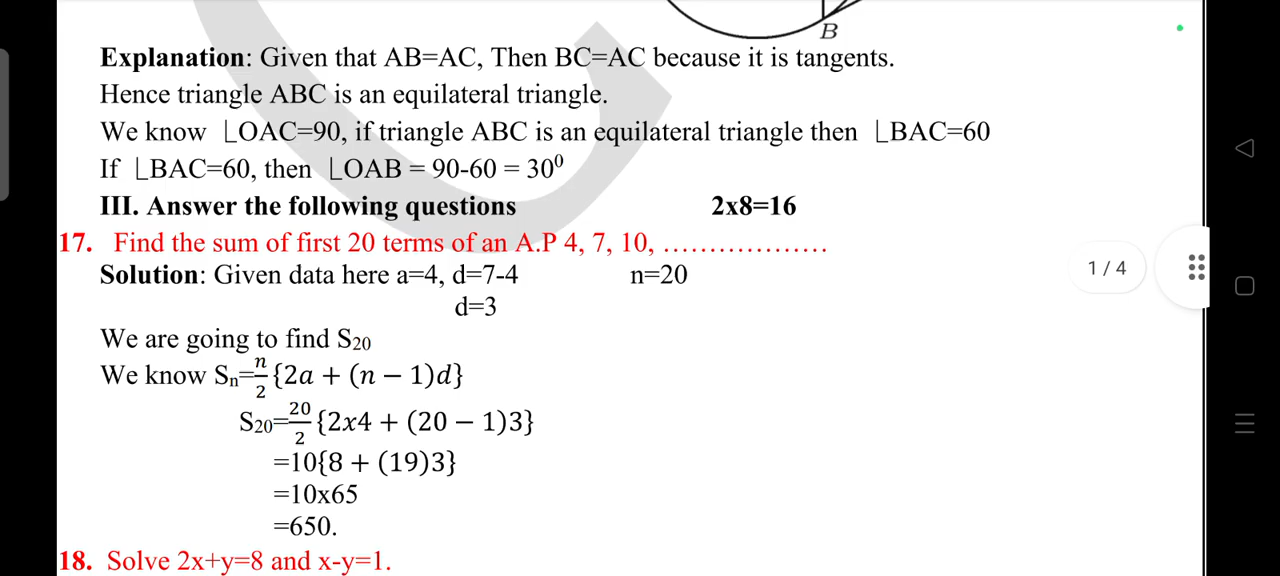 B
Explanation: Given that AB=AC, Then BC=AC because it is tangents.
Hence triangle ABC is an equilateral triangle.
We know ⌊OAC=90, if triangle ABC is an equilateral triangle then ⌊BAC=60
If ⌊BAC=60, then ⌊OAB = 90-60 = 30⁰
III. Answer the following questions 2x8=16
17. Find the sum of first 20 terms of an A.P 4, 7, 10, ………………
Solution: Given data here a=4, d=7-4 n=20
d=3
1 / 4
We are going to find S₂₀
We know Sₙ=n/2{2a + (n − 1)d}
S₂₀=20/2{2x4 + (20 − 1)3}
=10{8 + (19)3}
=10x65
=650.
18. Solve 2x+y=8 and x-y=1.